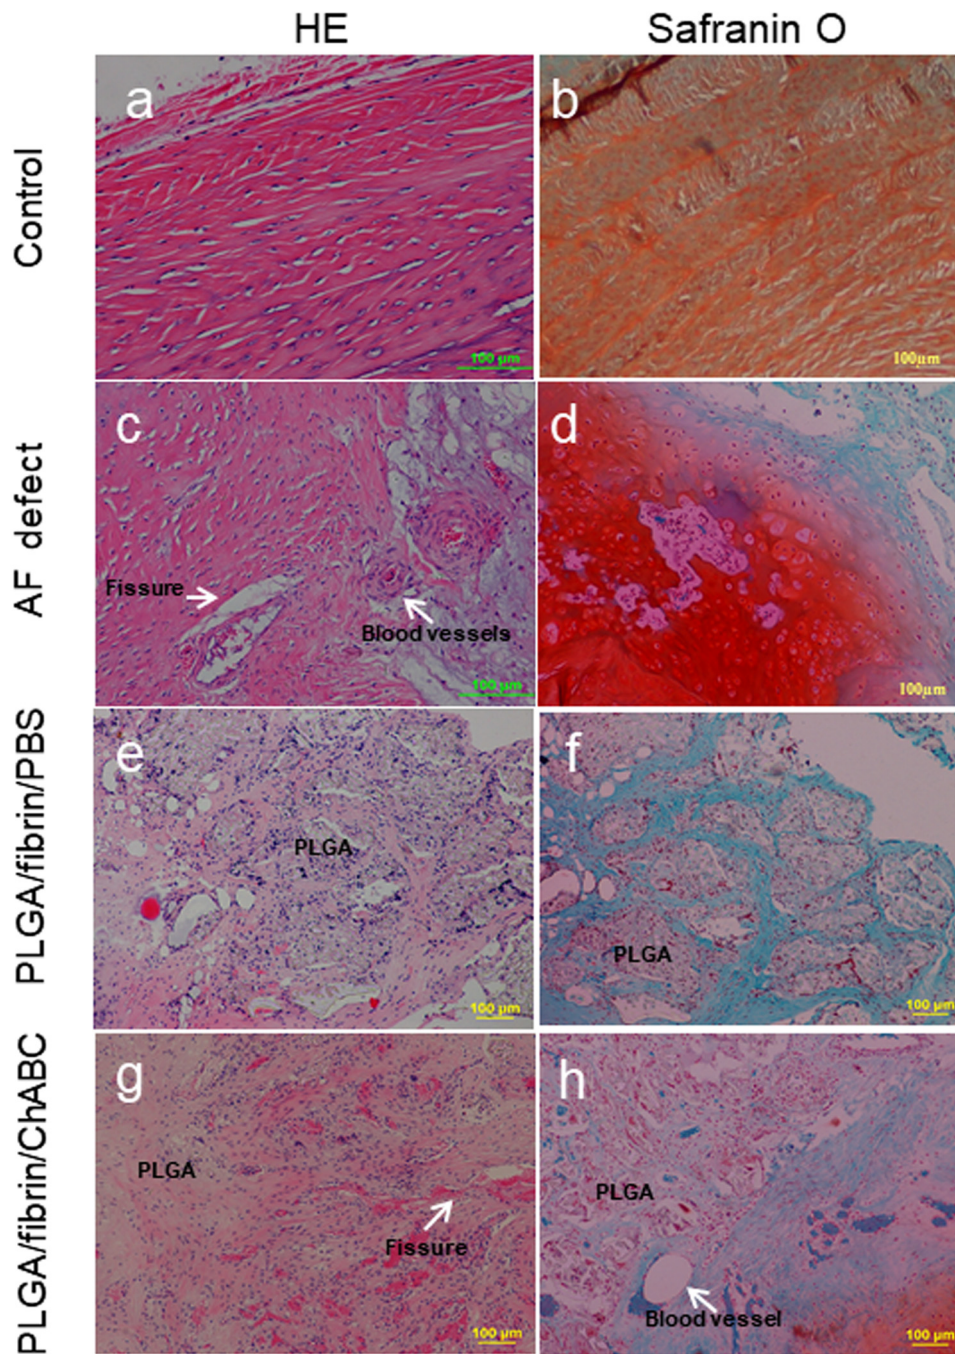 HE
Safranin O
Control
a
100 µm
b
100µm
AF defect
c
Fissure
Blood vessels
100 µm
d
100µm
PLGA/fibrin/PBS
e
PLGA
100 µm
f
PLGA
100 µm
PLGA/fibrin/ChABC
g
PLGA
Fissure
100 µm
h
PLGA
Blood vessel
100 µm